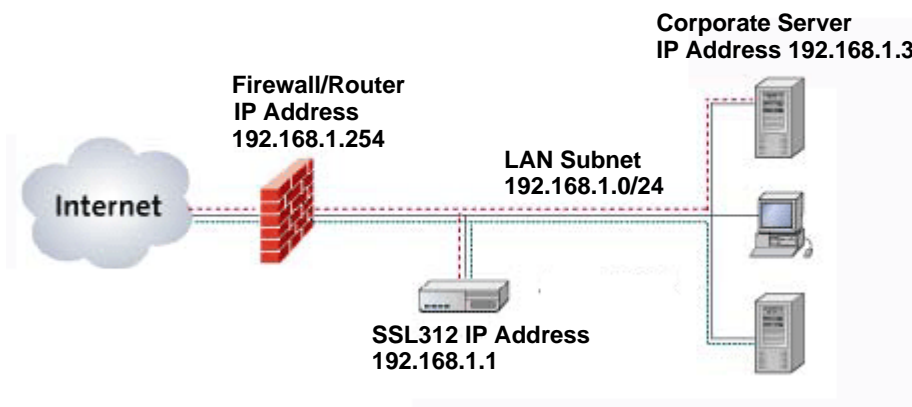 Corporate Server
IP Address 192.168.1.3
Firewall/Router
IP Address
192.168.1.254
LAN Subnet
192.168.1.0/24
Internet
SSL312 IP Address
192.168.1.1